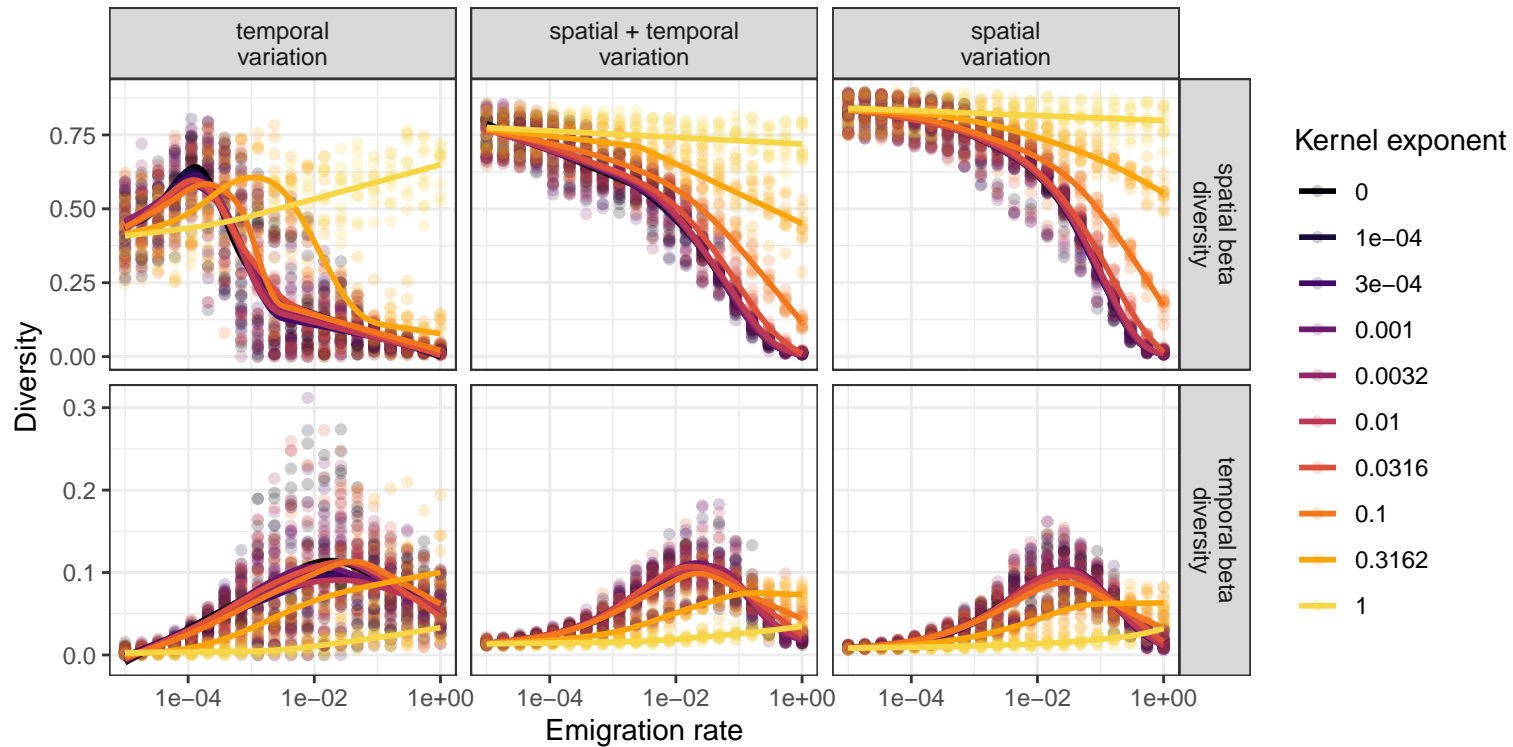 temporal
variation
spatial + temporal
variation
spatial
variation
Diversity
0.75
0.50
0.25
0.00
spatial beta
diversity
0.3
0.2
0.1
0.0
temporal beta
diversity
1e−04
1e−02
1e+00
1e−04
1e−02
1e+00
1e−04
1e−02
1e+00
Emigration rate
Kernel exponent
0
1e−04
3e−04
0.001
0.0032
0.01
0.0316
0.1
0.3162
1